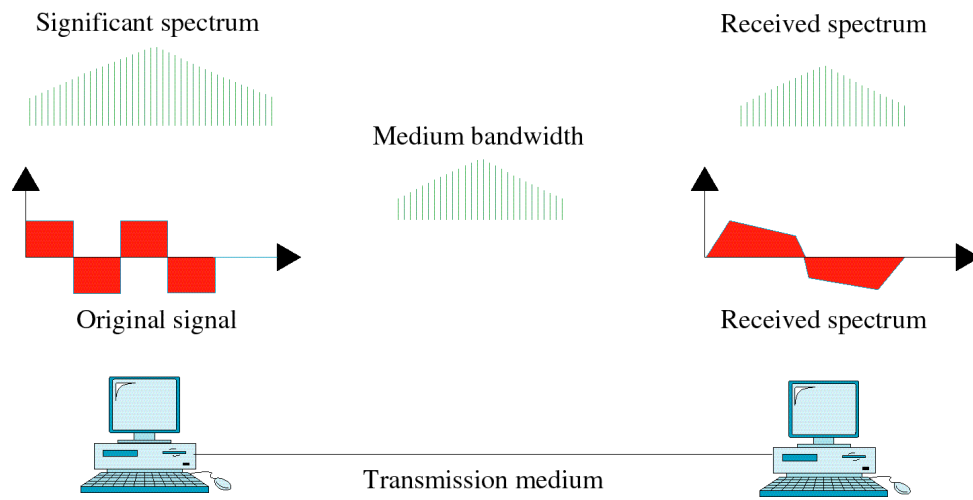 Significant spectrum
Received spectrum
Medium bandwidth
Original signal
Received spectrum
Transmission medium